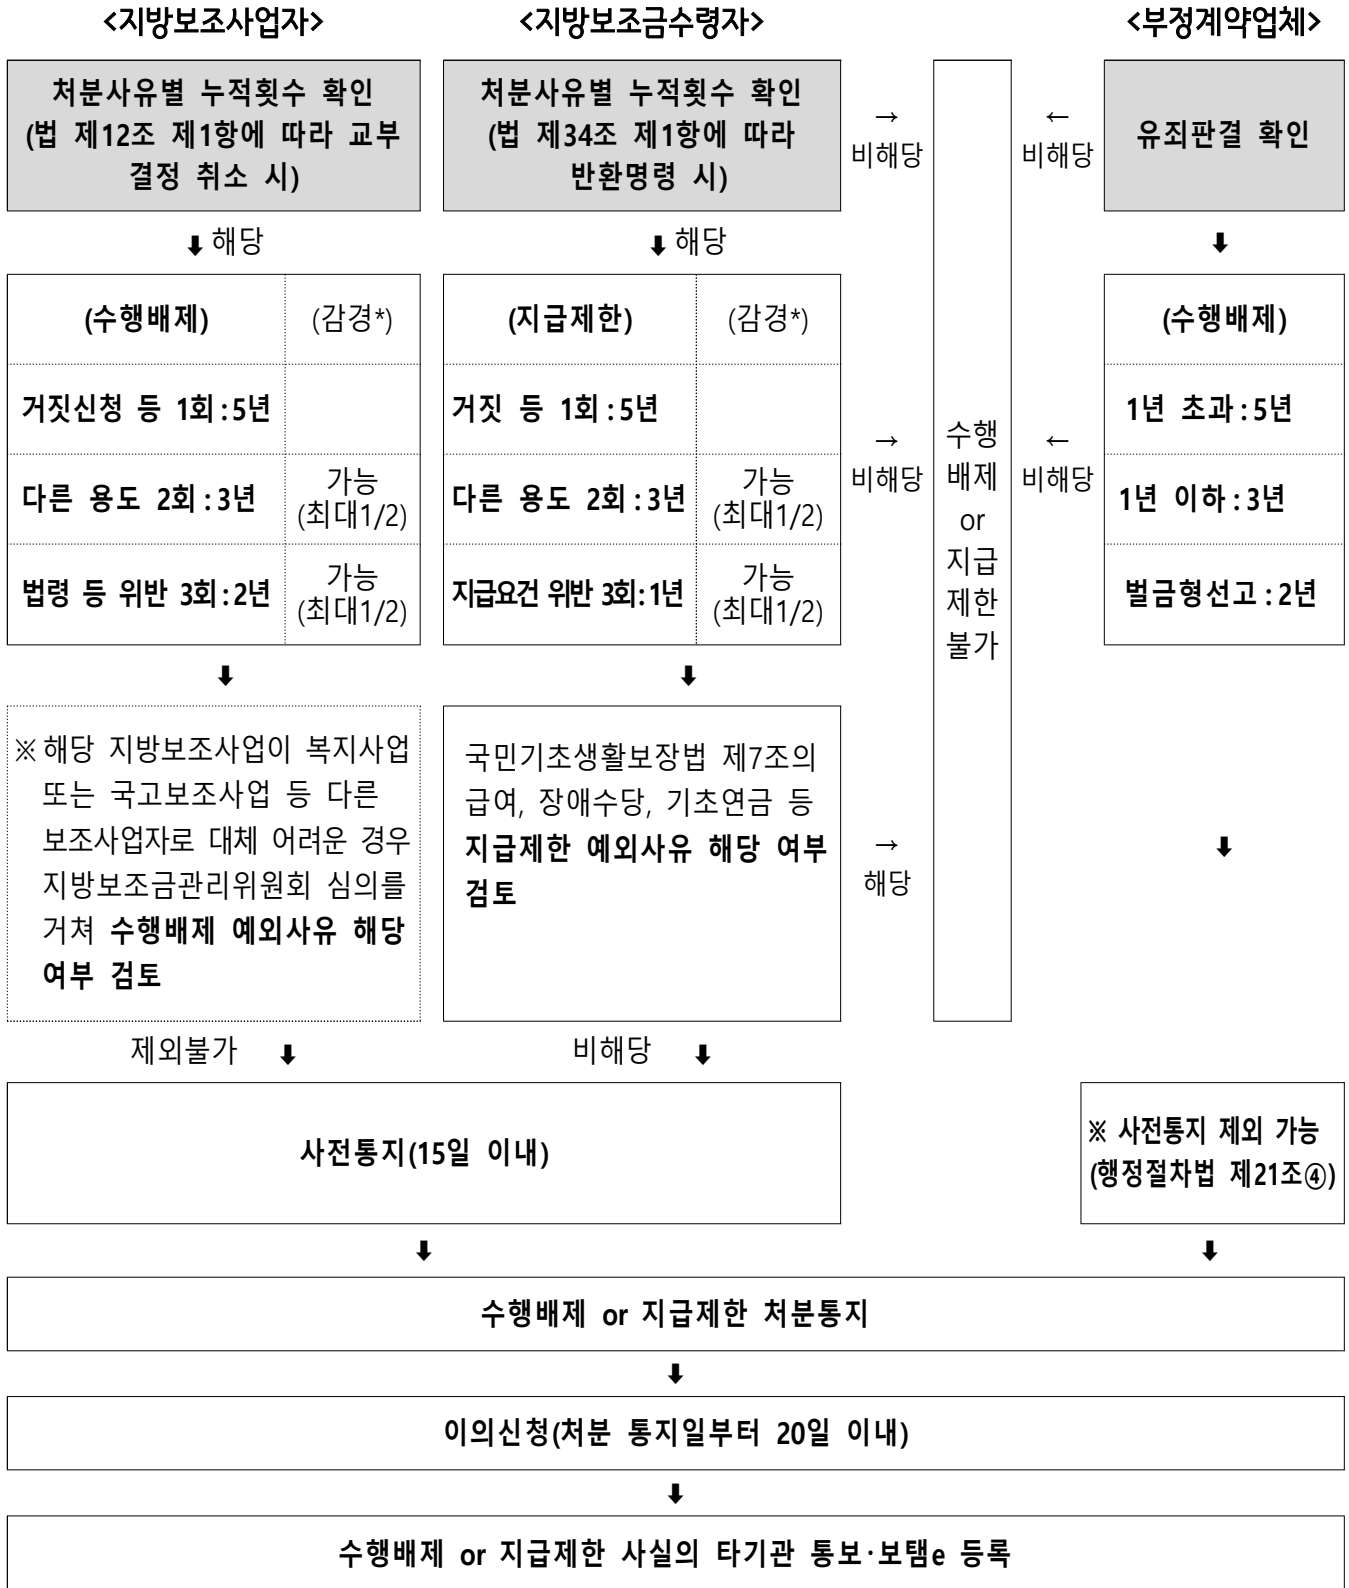 <지방보조사업자>
<지방보조금수령자>
<부정계약업체>
처분사유별 누적횟수 확인
(법 제12조 제1항에 따라 교부
결정 취소 시)
처분사유별 누적횟수 확인
(법 제34조 제1항에 따라
반환명령 시)
→
비해당
←
비해당
유죄판결 확인
⬇ 해당
⬇ 해당
⬇
(수행배제)
(감경*)
거짓신청 등 1회:5년
다른 용도 2회:3년
가능
(최대1/2)
법령 등 위반 3회:2년
가능
(최대1/2)
(지급제한)
(감경*)
거짓 등 1회:5년
다른 용도 2회:3년
가능
(최대1/2)
지급요건 위반 3회:1년
가능
(최대1/2)
→
비해당
수행
배제
or
지급
제한
불가
←
비해당
(수행배제)
1년 초과:5년
1년 이하:3년
벌금형선고:2년
⬇
⬇
※ 해당 지방보조사업이 복지사업
또는 국고보조사업 등 다른
보조사업자로 대체 어려운 경우
지방보조금관리위원회 심의를
거쳐 수행배제 예외사유 해당
여부 검토
국민기초생활보장법 제7조의
급여, 장애수당, 기초연금 등
지급제한 예외사유 해당 여부
검토
→
해당
⬇
제외불가 ⬇
비해당 ⬇
사전통지(15일 이내)
※ 사전통지 제외 가능
(행정절차법 제21조④)
⬇
⬇
수행배제 or 지급제한 처분통지
⬇
이의신청(처분 통지일부터 20일 이내)
⬇
수행배제 or 지급제한 사실의 타기관 통보·보탬e 등록